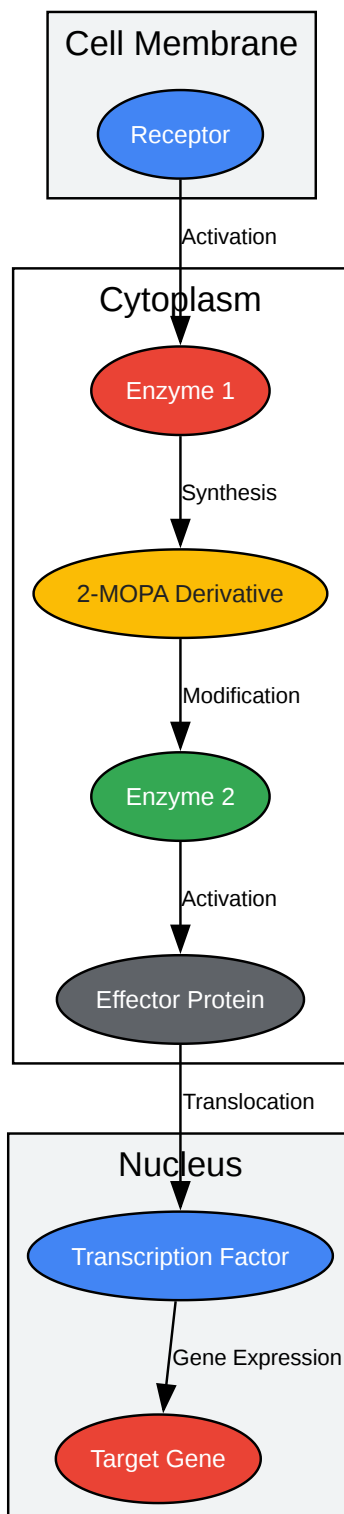 Cell Membrane
Receptor
Activation
Cytoplasm
Enzyme 1
Synthesis
2-MOPA Derivative
Modification
Enzyme 2
Activation
Effector Protein
Translocation
Nucleus
Transcription Factor
Gene Expression
Target Gene